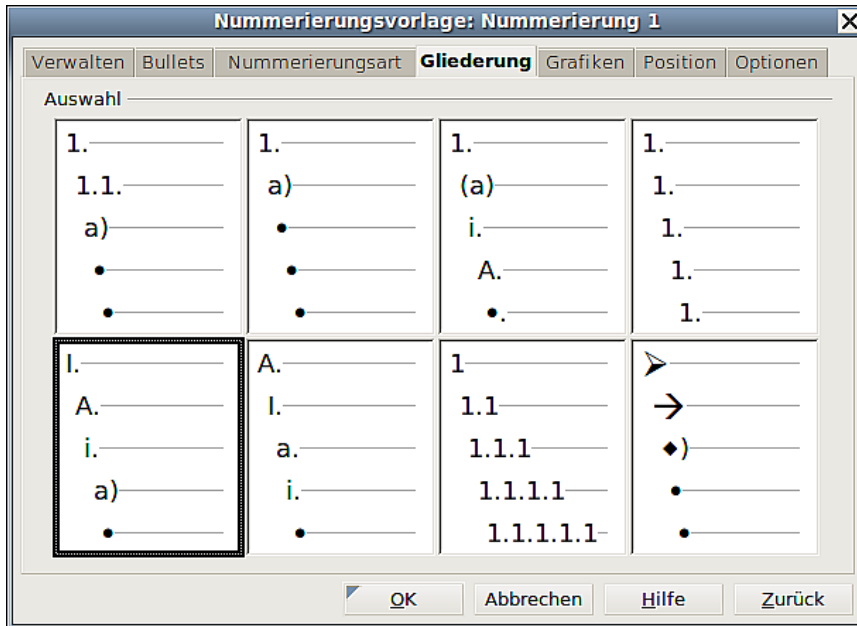 Nummerierungsvorlage: Nummerierung 1
Verwalten Bullets Nummerierungsart Gliederung Grafiken Position Optionen
Auswahl
1.
1.1.
a)
•
•
1.
a)
•
•
•
1.
(a)
i.
A.
•.
1.
1.
1.
1.
1.
I.
A.
i.
a)
•
A.
I.
a.
i.
•
1
1.1
1.1.1
1.1.1.1
1.1.1.1.1
➢
→
◆)
•
•
OK Abbrechen Hilfe Zurück